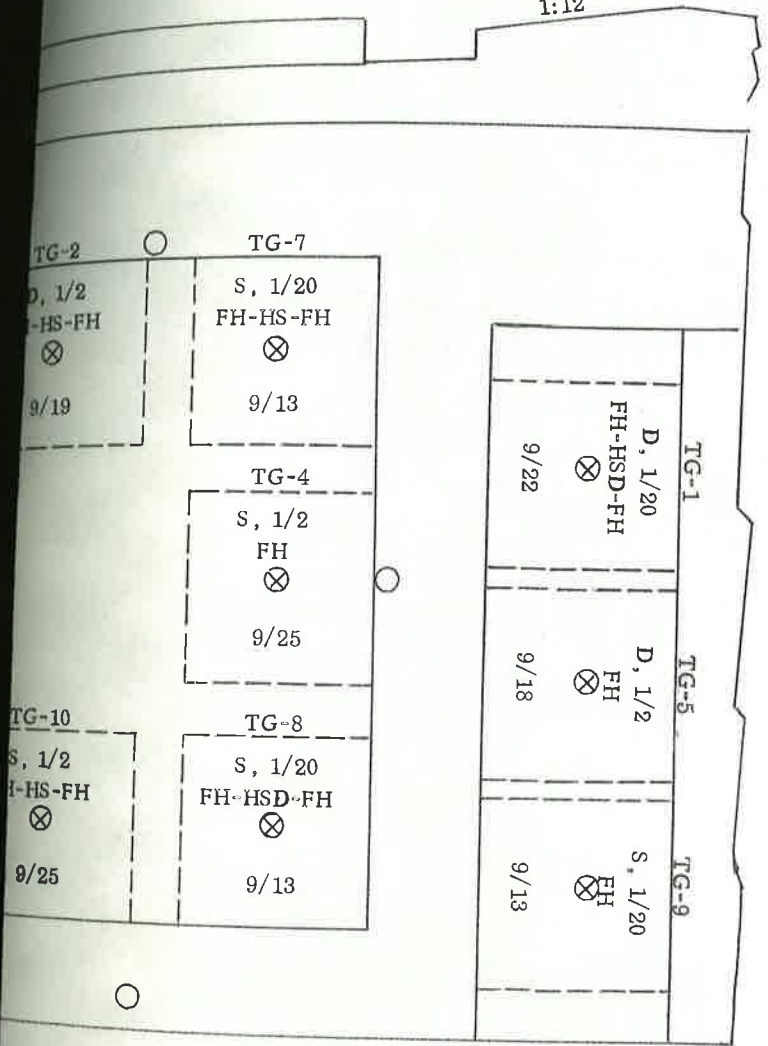 1:12
TG-2
D, 1/2
-HS-FH
9/19
TG-7
S, 1/20
FH-HS-FH
9/13
TG-4
S, 1/2
FH
9/25
TG-10
S, 1/2
-HS-FH
9/25
TG-8
S, 1/20
FH-HSD-FH
9/13
TG-1
D, 1/20
FH-HSD-FH
9/22
TG-5
D, 1/2
FH
9/18
TG-9
S, 1/20
FH
9/13